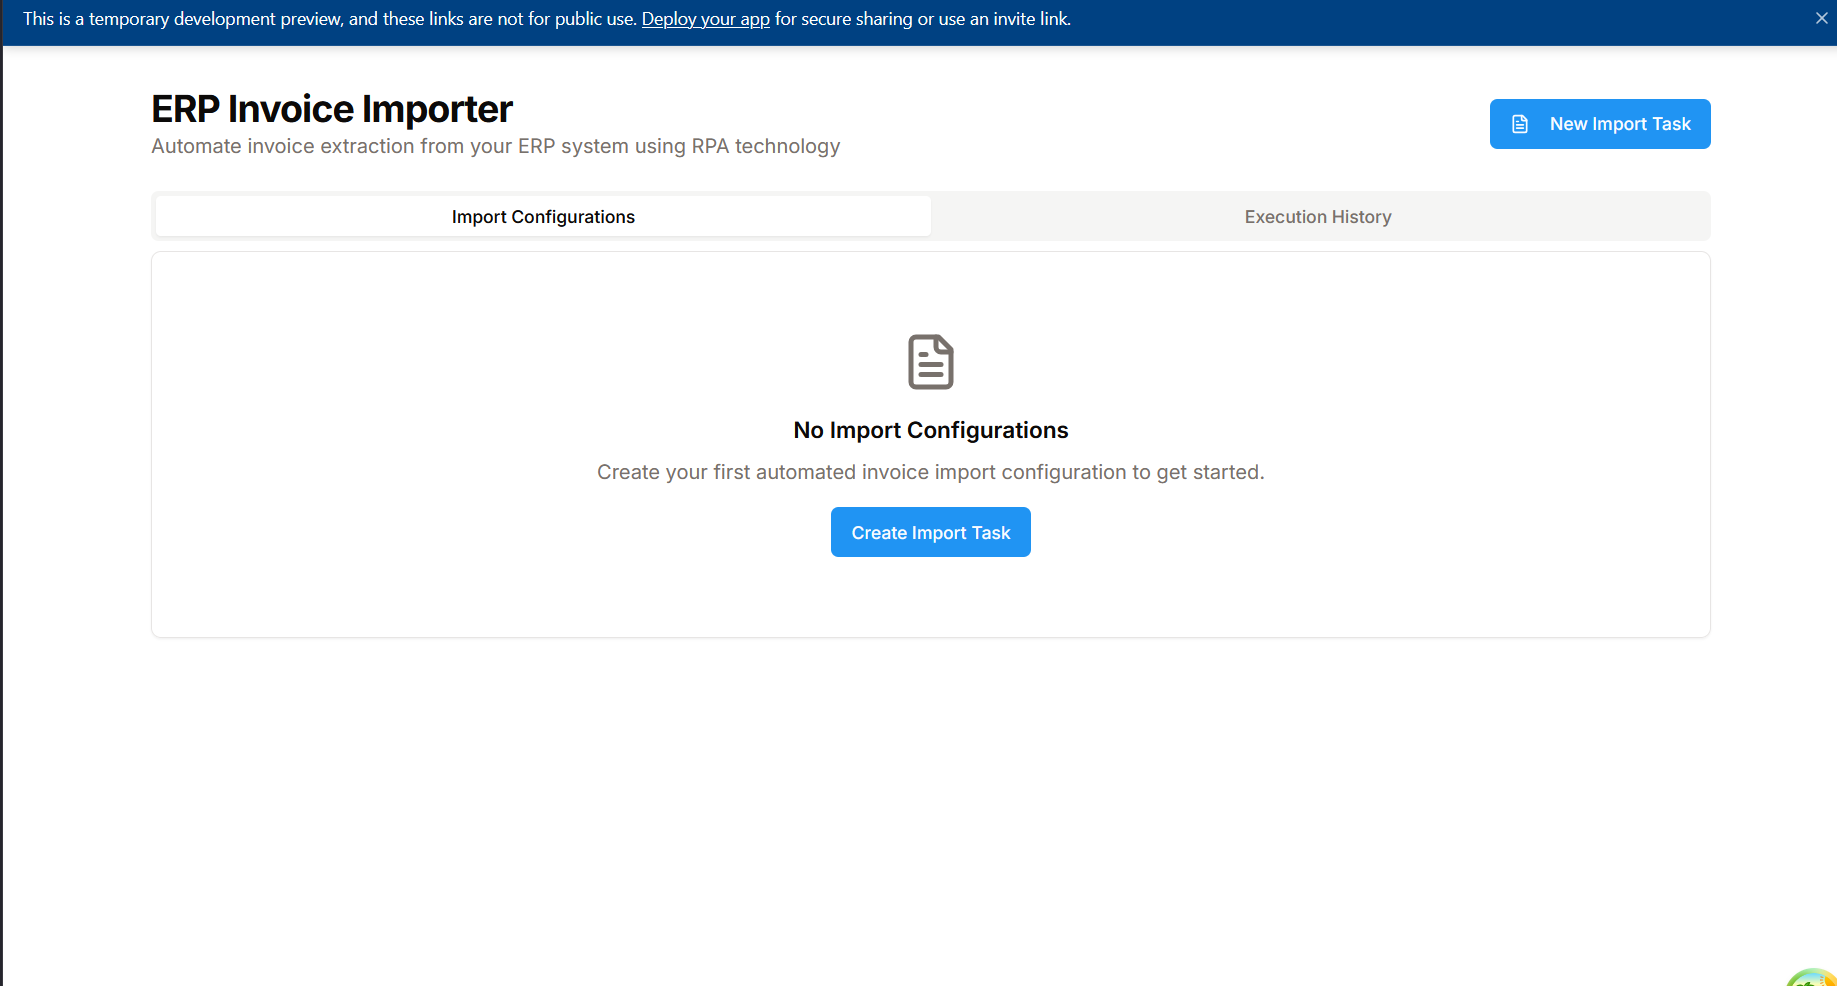 This is a temporary development preview, and these links are not for public use. Deploy your app for secure sharing or use an invite link.
ERP Invoice Importer
Automate invoice extraction from your ERP system using RPA technology
New Import Task
Import Configurations
Execution History
No Import Configurations
Create your first automated invoice import configuration to get started.
Create Import Task